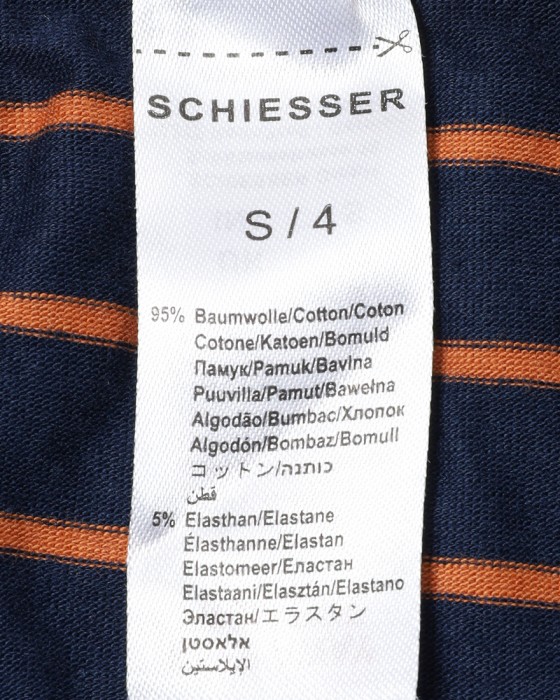 SCHIESSER
S / 4
95% Baumwolle/Cotton/Coton
Cotone/Katoen/Bomuld
Памук/Pamuk/Bavlna
Puuvilla/Pamut/Bawełna
Algodão/Bumbac/Хлопок
Algodón/Bombaz/Bomull
コットン/כותנה
قطن
5% Elasthan/Elastane
Élasthanne/Elastan
Elastomeer/Еластан
Elastaani/Elasztán/Elastano
Эластан/エラスタン
אלאסטן
الإيلاستين